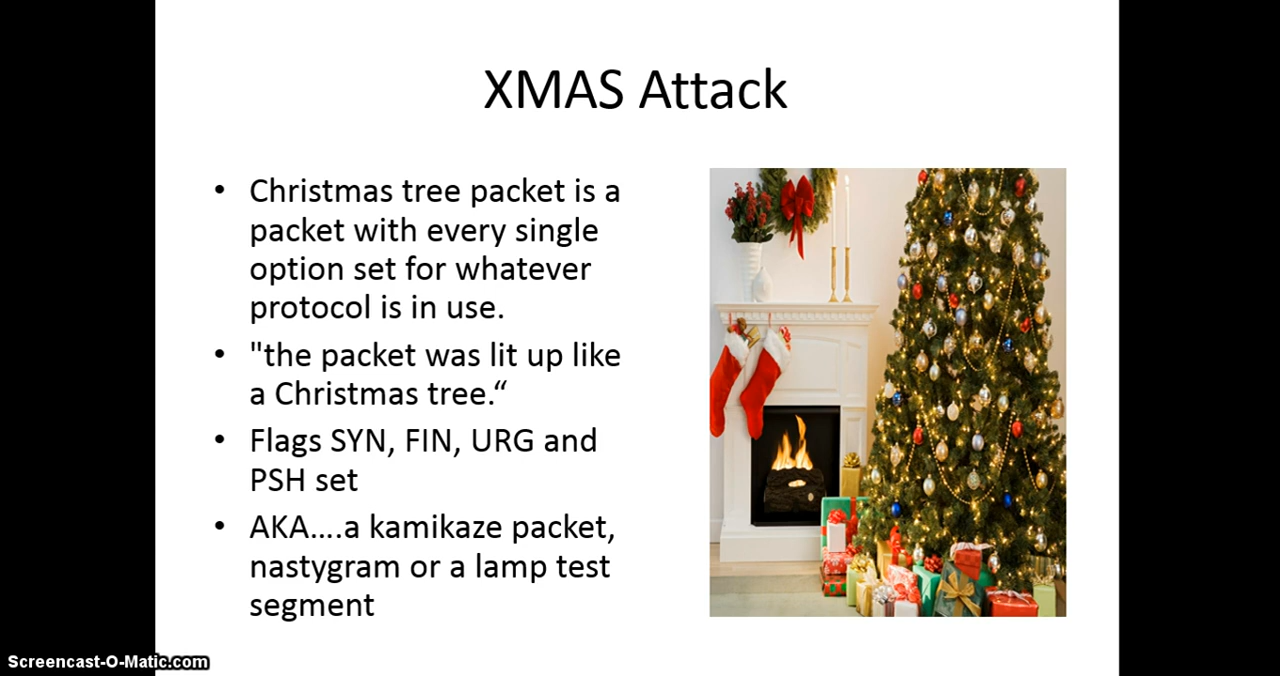 XMAS Attack
• Christmas tree packet is a
packet with every single
option set for whatever
protocol is in use.
• "the packet was lit up like
a Christmas tree.“
• Flags SYN, FIN, URG and
PSH set
• AKA....a kamikaze packet,
nastygram or a lamp test
segment
Screencast-O-Matic.com